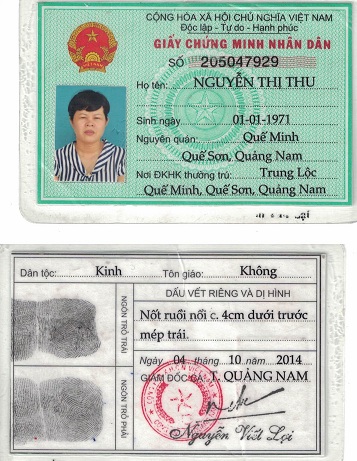 CỘNG HÒA XÃ HỘI CHỦ NGHĨA VIỆT NAM
Độc lập - Tự do - Hạnh phúc
GIẤY CHỨNG MINH NHÂN DÂN
SỐ 205047929
Họ tên: NGUYỄN THỊ THU
Sinh ngày 01-01-1971
Nguyên quán: Quế Minh
Quế Sơn, Quảng Nam
Nơi ĐKHK thường trú: Trung Lộc
Quế Minh, Quế Sơn, Quảng Nam
Dân tộc: Kinh Tôn giáo: Không
NGÓN TRỎ TRÁI
NGÓN TRỎ PHẢI
DẤU VẾT RIÊNG VÀ DỊ HÌNH
Nốt ruồi nổi c. 4cm dưới trước
mép trái.
Ngày 04 tháng 10 năm 2014
GIÁM ĐỐC CA: T. QUẢNG NAM
Nguyễn Viết Lợi